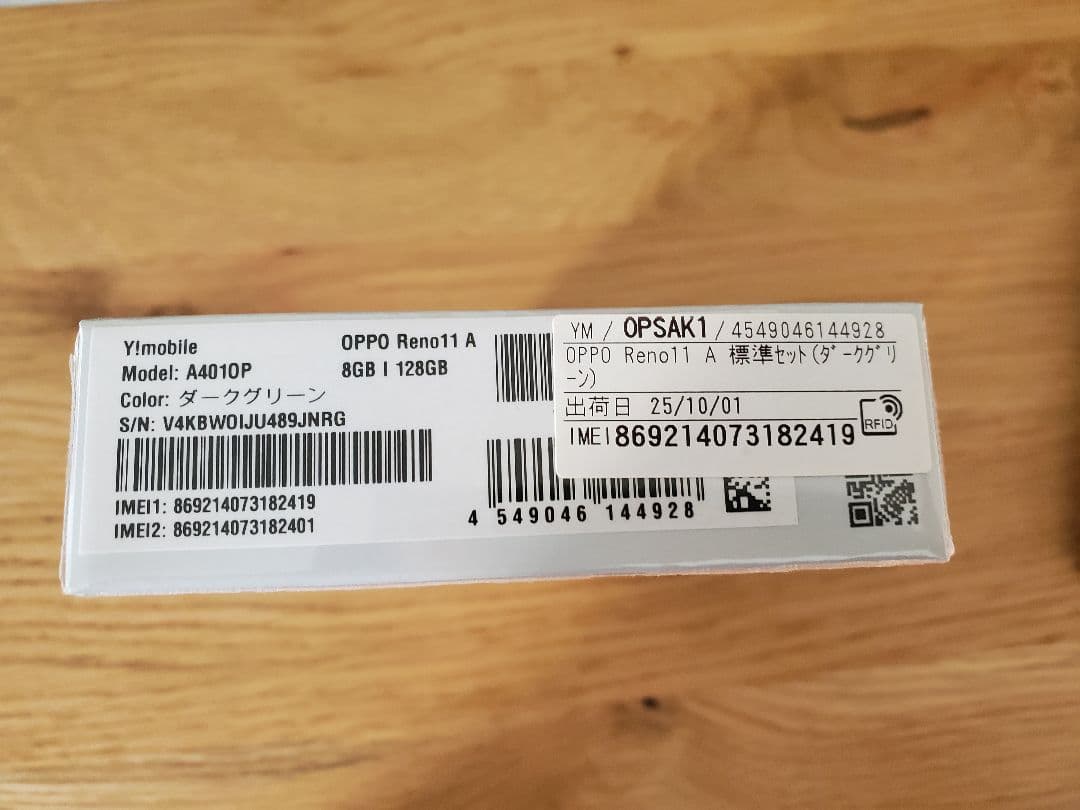 Y!mobile
OPPO Reno11 A
Model: A401OP
8GB | 128GB
Color: ダークグリーン
S/N: V4KBWOIJU489JNRG
IMEI1: 869214073182419
IMEI2: 869214073182401
4 549046 144928
YM / OPSAK1 / 4549046144928
OPPO Reno11 A 標準セット(ダークグリ
ーン)
出荷日 25/10/01
IMEI 869214073182419
RFID